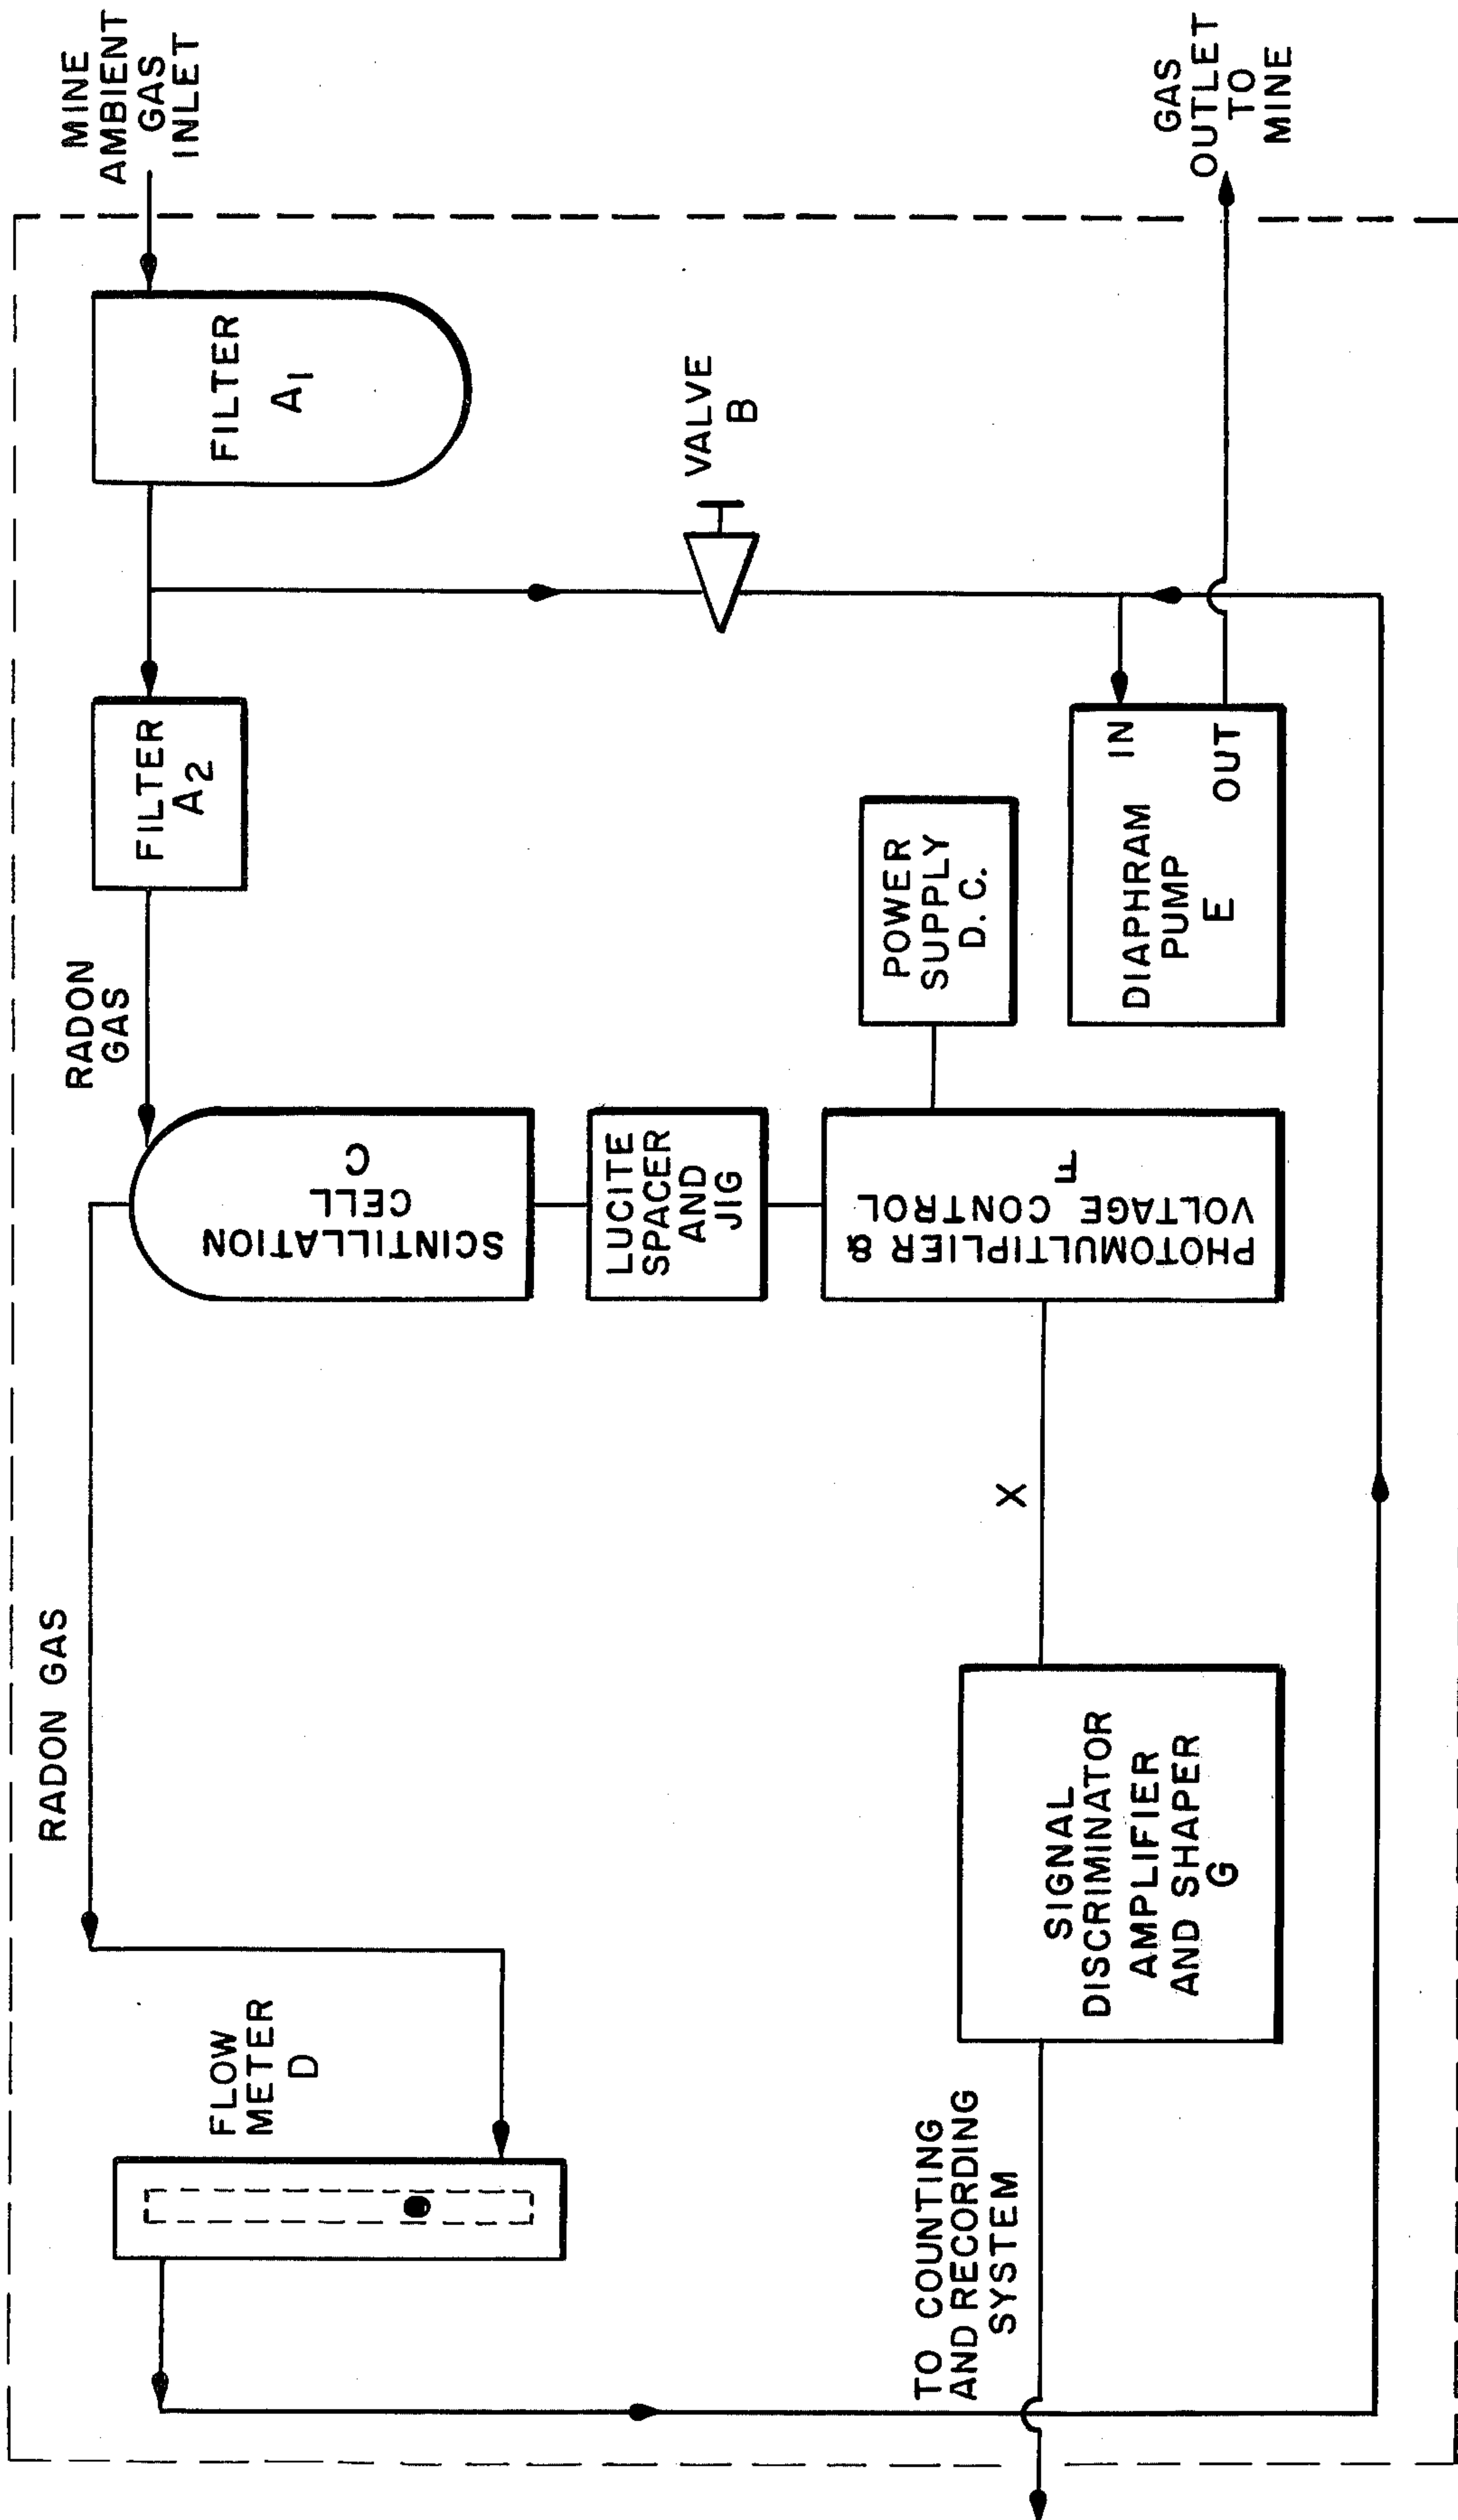 MINE
AMBIENT
GAS
INLET
FILTER
A1
FILTER
A2
RADON
GAS
RADON GAS
SCINTILLATION
CELL
C
LUCITE
SPACER
AND
JIG
PHOTOMULTIPLIER &
VOLTAGE CONTROL
F
POWER
SUPPLY
D.C.
VALVE
B
DIAPHRAM
PUMP
E
IN
OUT
GAS
OUTLET
TO
MINE
FLOW
METER
D
X
SIGNAL
DISCRIMINATOR
AMPLIFIER
AND SHAPER
G
TO COUNTING
AND RECORDING
SYSTEM